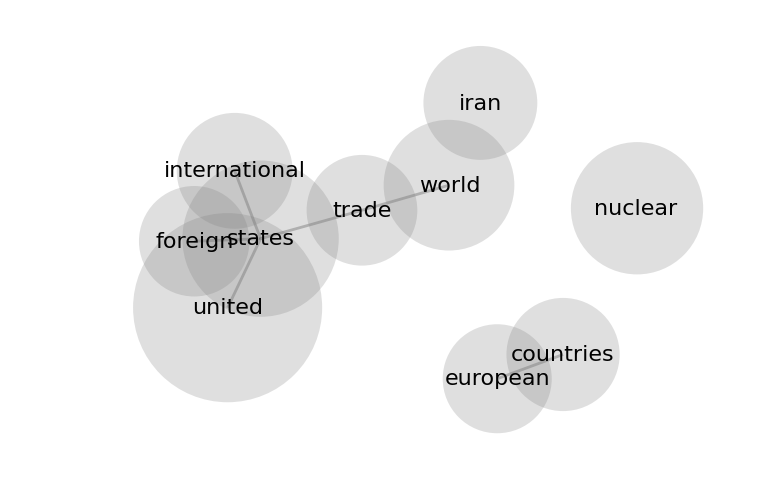 iran
international
world
trade
nuclear
foreign
states
united
countries
european